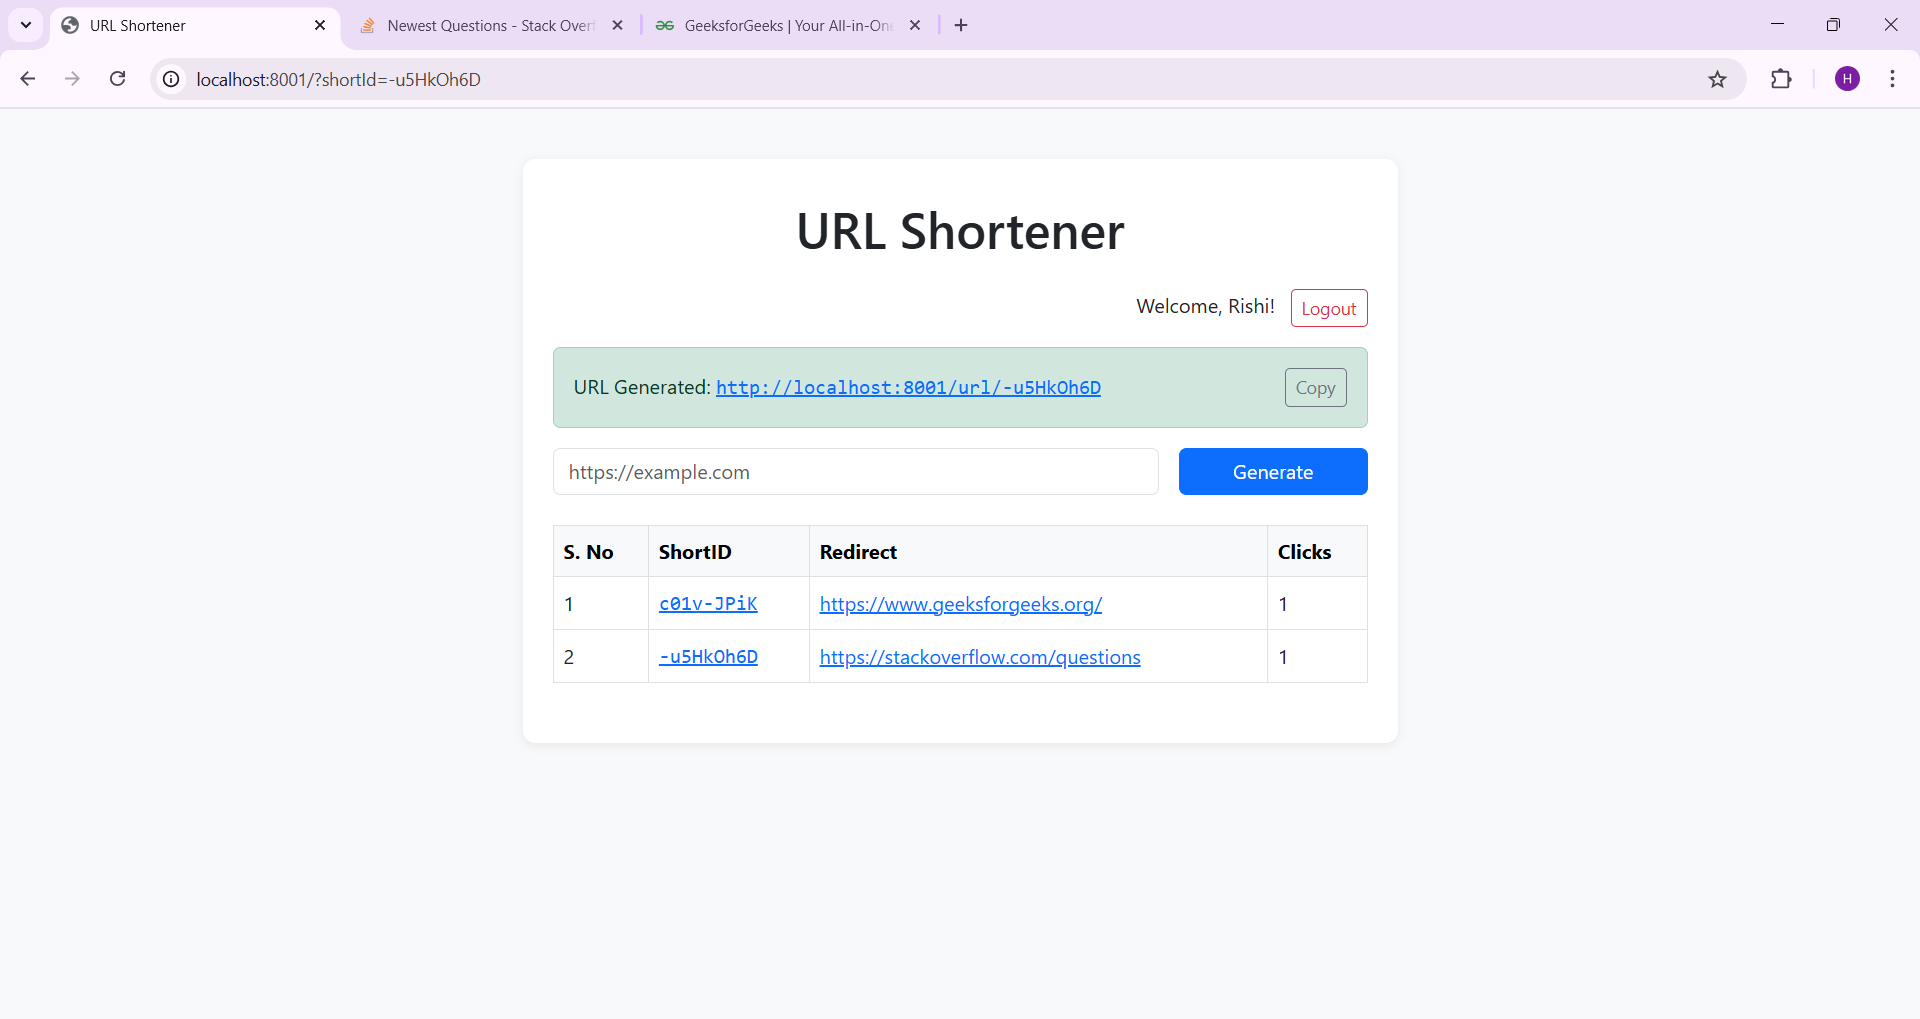 URL Shortener
Newest Questions - Stack Over
GeeksforGeeks | Your All-in-On
localhost:8001/?shortId=-u5HkOh6D
H
URL Shortener
Welcome, Rishi! Logout
URL Generated: http://localhost:8001/url/-u5HkOh6D Copy
https://example.com Generate
S. No ShortID Redirect Clicks
1 c01v-JPiK https://www.geeksforgeeks.org/ 1
2 -u5HkOh6D https://stackoverflow.com/questions 1